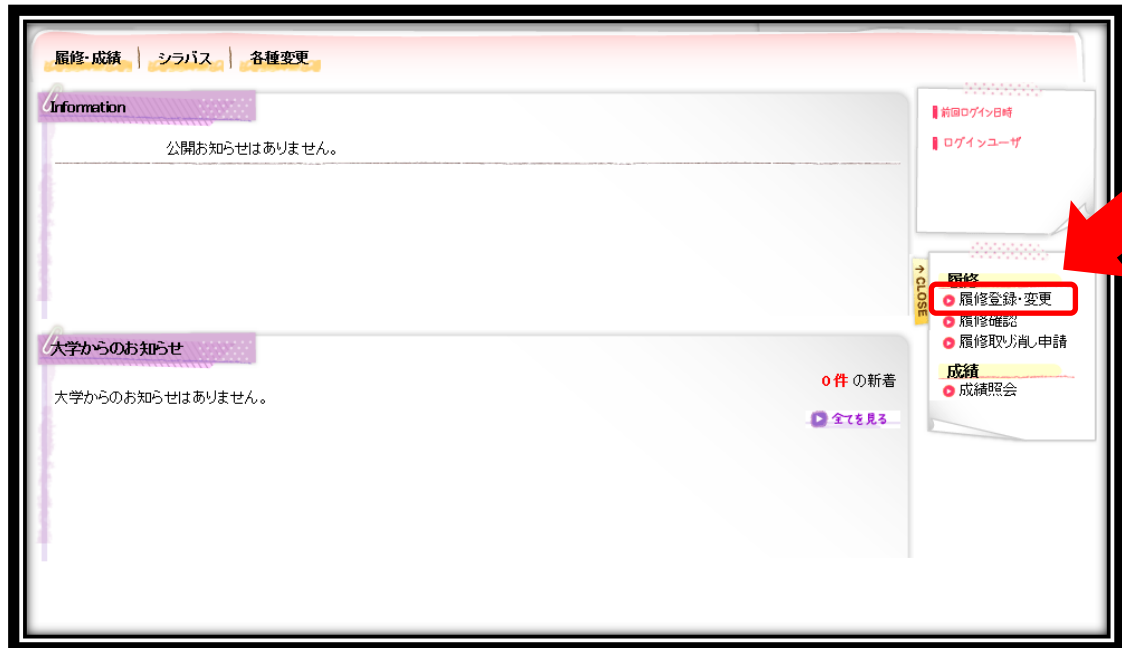 履修・成績 シラバス 各種変更
Information
公開お知らせはありません。
前回ログイン日時
ログインユーザ
↑CLOSE
履修
履修登録・変更
履修確認
履修取り消し申請
成績
成績照会
大学からのお知らせ
0件 の新着
大学からのお知らせはありません。
全てを見る